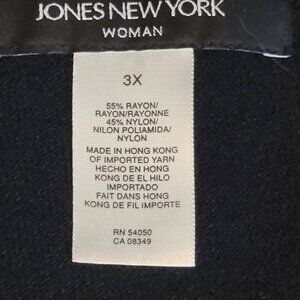 JONES NEW YORK
WOMAN
3X
55% RAYON/
RAYON/RAYONNE
45% NYLON/
NILON POLIAMIDA/
NYLON
MADE IN HONG KONG
OF IMPORTED YARN
HECHO EN HONG
KONG DE EL HILO
IMPORTADO
FAIT DANS HONG
KONG DE FIL IMPORTE
RN 54050
CA 08349